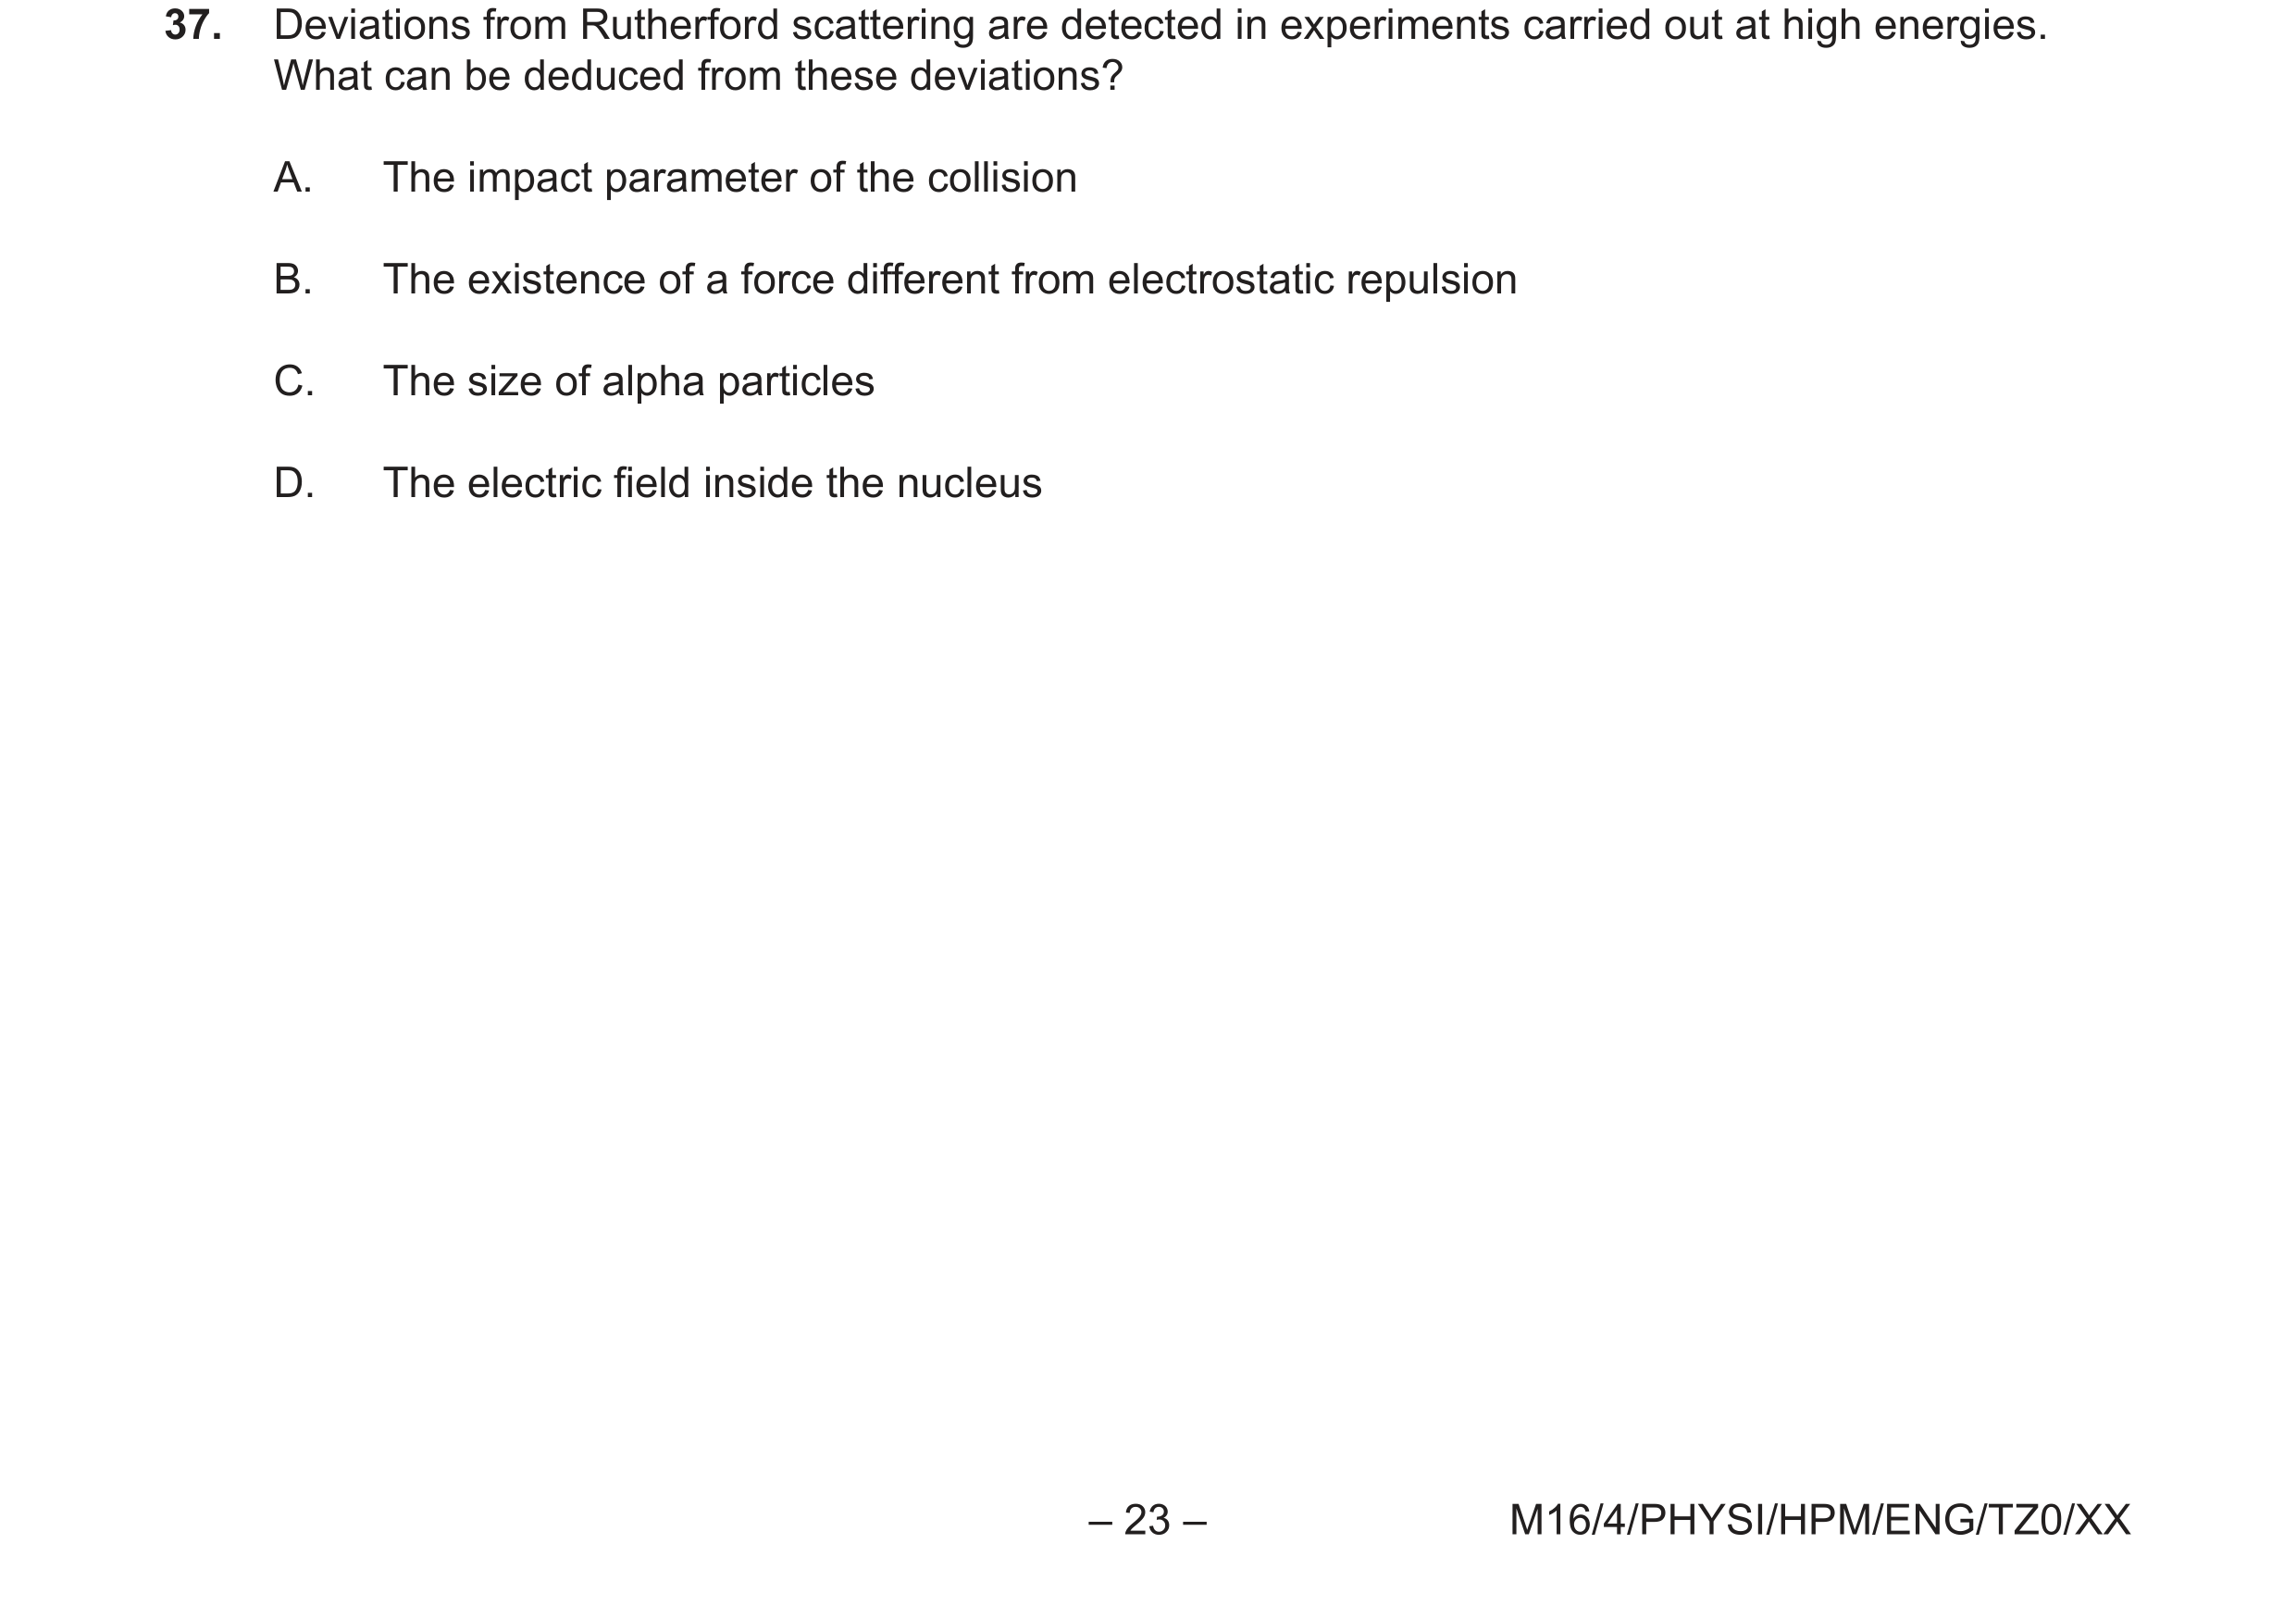 37. Deviations from Rutherford scattering are detected in experiments carried out at high energies.
What can be deduced from these deviations?
A. The impact parameter of the collision
B. The existence of a force different from electrostatic repulsion
C. The size of alpha particles
D. The electric field inside the nucleus
– 23 – M16/4/PHYSI/HPM/ENG/TZ0/XX